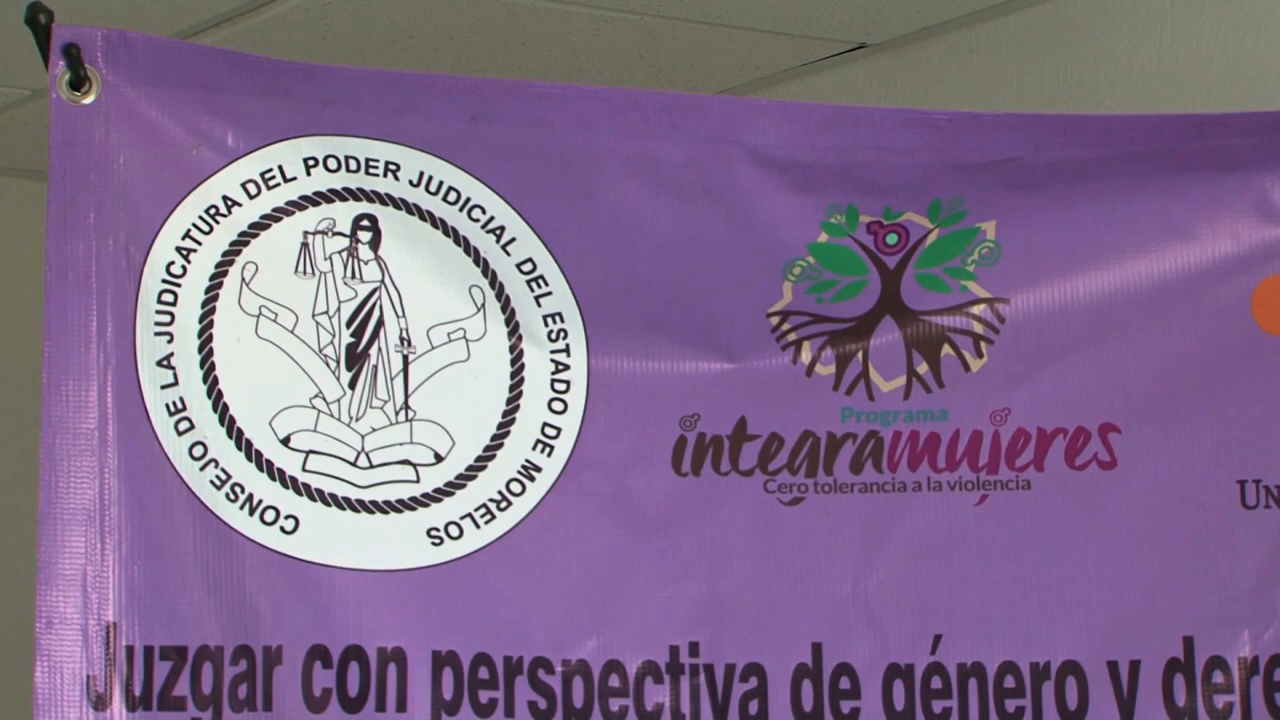 CONSEJO DE LA JUDICATURA DEL PODER JUDICIAL DEL ESTADO DE MORELOS
Programa
integramujeres
Cero tolerancia a la violencia
Juzgar con perspectiva de género y